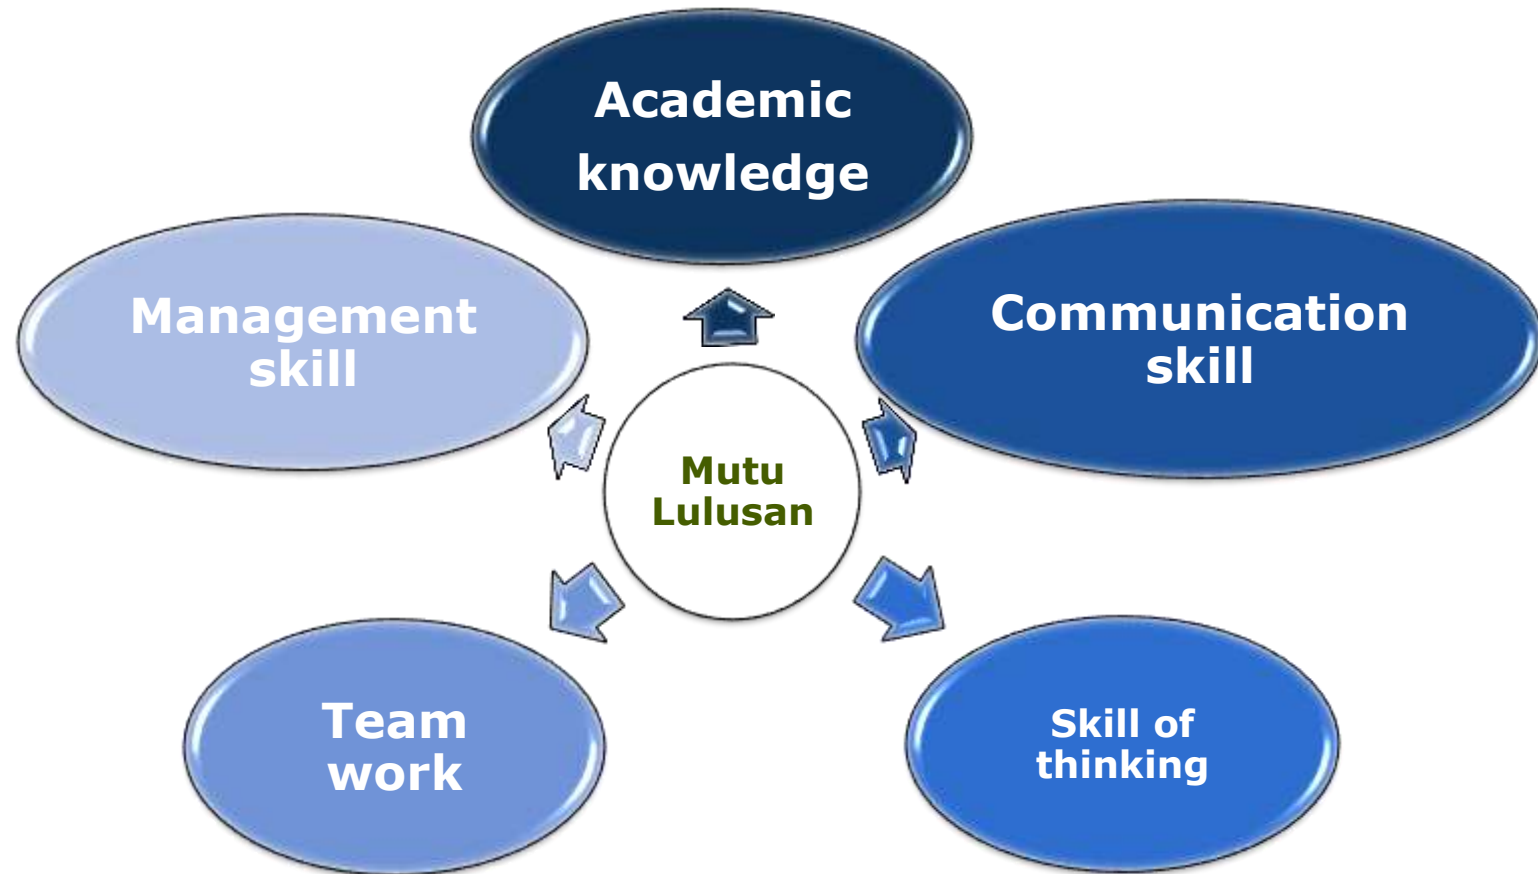 Academic
knowledge
Management
skill
Communication
skill
Mutu
Lulusan
Team
work
Skill of
thinking